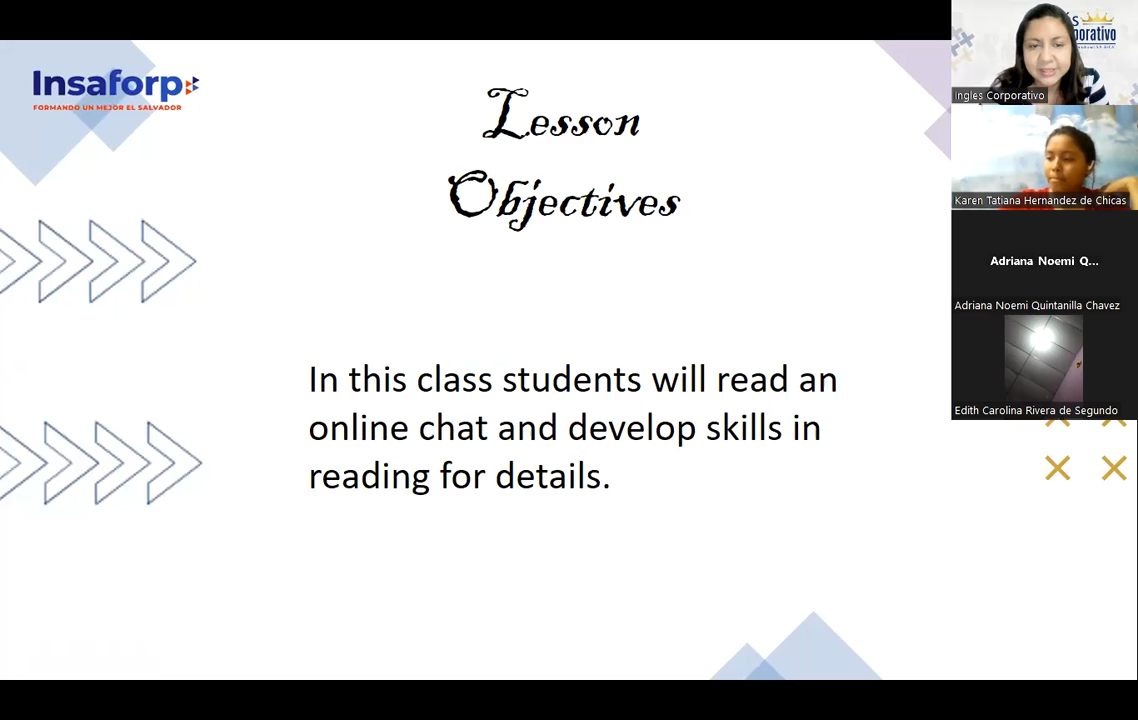 Insaforp
FORMANDO UN MEJOR EL SALVADOR
Lesson
Objectives
In this class students will read an
online chat and develop skills in
reading for details.
Ingles Corporativo
Karen Tatiana Hernandez de Chicas
Adriana Noemi Q...
Adriana Noemi Quintanilla Chavez
Edith Carolina Rivera de Segundo